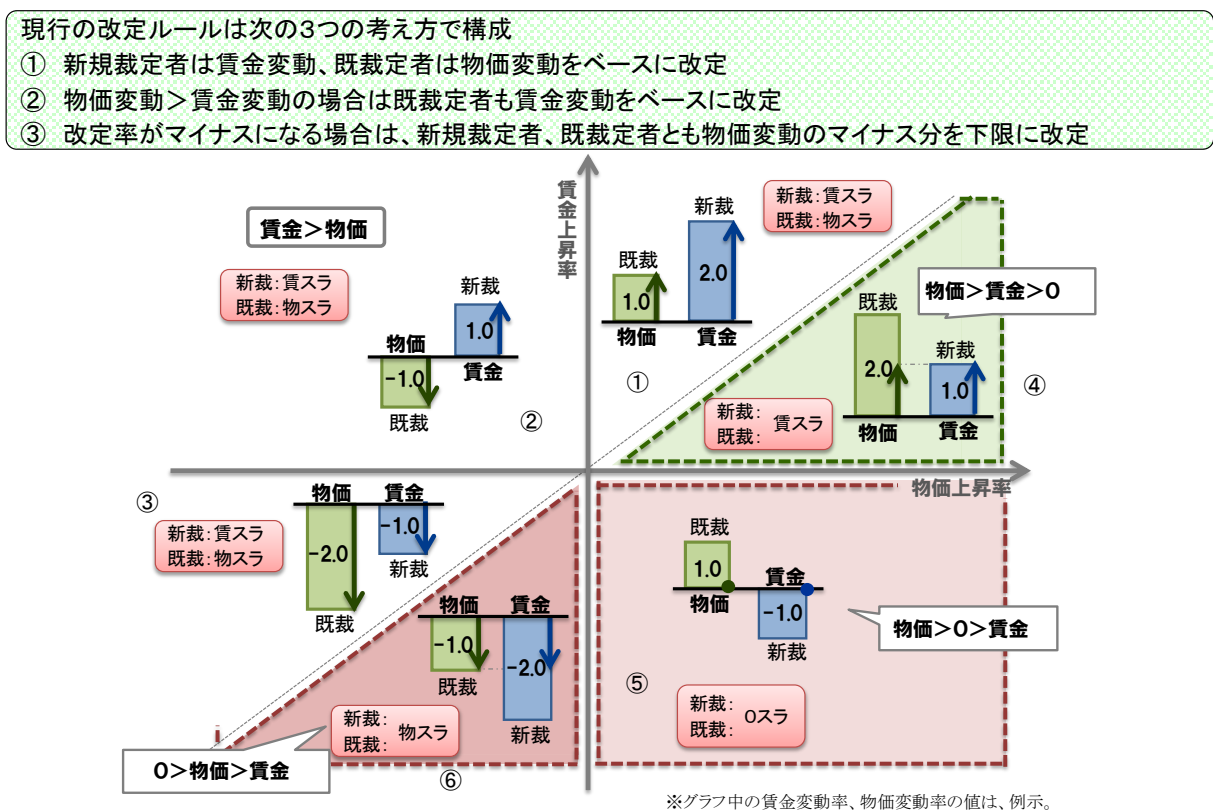 現行の改定ルールは次の3つの考え方で構成
① 新規裁定者は賃金変動、既裁定者は物価変動をベースに改定
② 物価変動＞賃金変動の場合は既裁定者も賃金変動をベースに改定
③ 改定率がマイナスになる場合は、新規裁定者、既裁定者とも物価変動のマイナス分を下限に改定
賃金上昇率
賃金＞物価
新裁：賃スラ
既裁：物スラ
物価
-1.0
既裁
新裁
1.0
賃金
②
既裁
1.0
物価
新裁
2.0
賃金
①
新裁：賃スラ
既裁：物スラ
物価＞賃金＞0
既裁
2.0
物価
新裁
1.0
賃金
④
新裁：
既裁：
賃スラ
物価上昇率
③
新裁：賃スラ
既裁：物スラ
物価
-2.0
既裁
賃金
-1.0
新裁
物価
-1.0
既裁
賃金
-2.0
新裁
新裁：
既裁：
物スラ
0＞物価＞賃金
⑥
既裁
1.0
物価
賃金
-1.0
新裁
物価＞0＞賃金
⑤
新裁：
既裁：
0スラ
※グラフ中の賃金変動率、物価変動率の値は、例示。